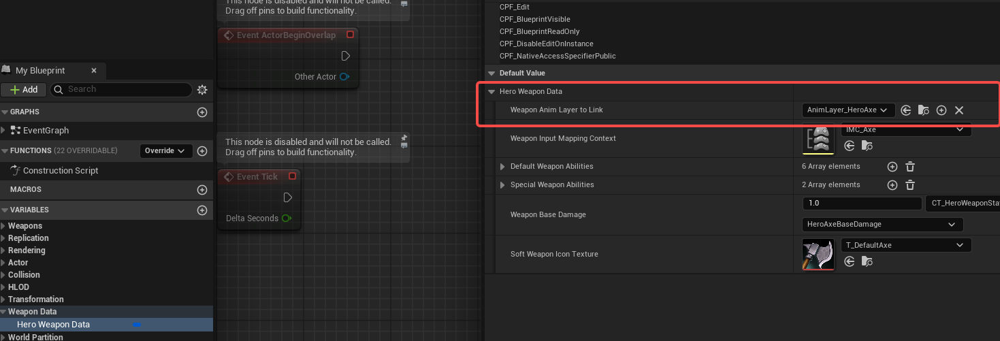 This node is disabled and will not be called.
Drag off pins to build functionality.
Event ActorBeginOverlap
Other Actor
My Blueprint
Add
Search
GRAPHS
EventGraph
FUNCTIONS (22 OVERRIDABLE)
Override
Construction Script
MACROS
VARIABLES
Weapons
Replication
Rendering
Actor
Collision
HLOD
Transformation
Weapon Data
Hero Weapon Data
World Partition
This node is disabled and will not be called.
Drag off pins to build functionality.
Event Tick
Delta Seconds
CPF_Edit
CPF_BlueprintVisible
CPF_BlueprintReadOnly
CPF_DisableEditOnInstance
CPF_NativeAccessSpecifierPublic
Default Value
Hero Weapon Data
Weapon Anim Layer to Link
AnimLayer_HeroAxe
Weapon Input Mapping Context
IMC_Axe
Default Weapon Abilities
6 Array elements
Special Weapon Abilities
2 Array elements
Weapon Base Damage
1.0
CT_HeroWeaponSta
HeroAxeBaseDamage
Soft Weapon Icon Texture
T_DefaultAxe